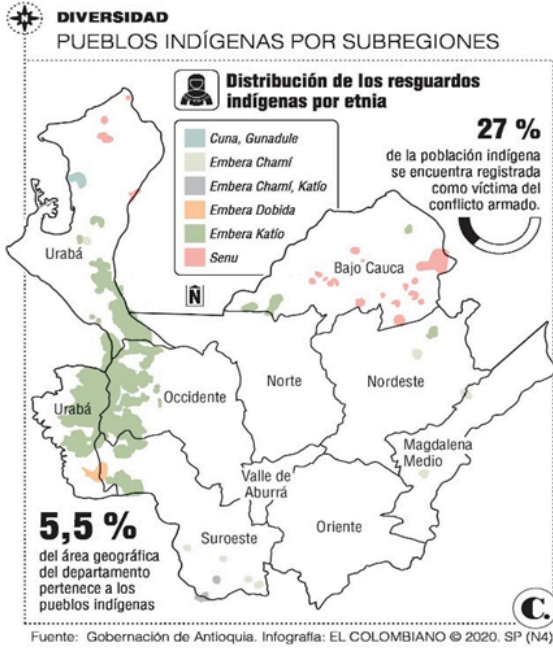 DIVERSIDAD
PUEBLOS INDÍGENAS POR SUBREGIONES
Distribución de los resguardos
indígenas por etnia
Cuna, Gunadule
Embera Chamí
Embera Chamí, Katío
Embera Dobida
Embera Katío
Senu
27 %
de la población indígena
se encuentra registrada
como víctima del
conflicto armado.
N
Urabá
Bajo Cauca
Urabá
Occidente
Norte
Nordeste
Magdalena
Medio
Valle de
Aburrá
Suroeste
Oriente
5,5 %
del área geográfica
del departamento
pertenece a los
pueblos indígenas
C.
Fuente: Gobernación de Antioquia. Infografía: EL COLOMBIANO © 2020. SP (N4)